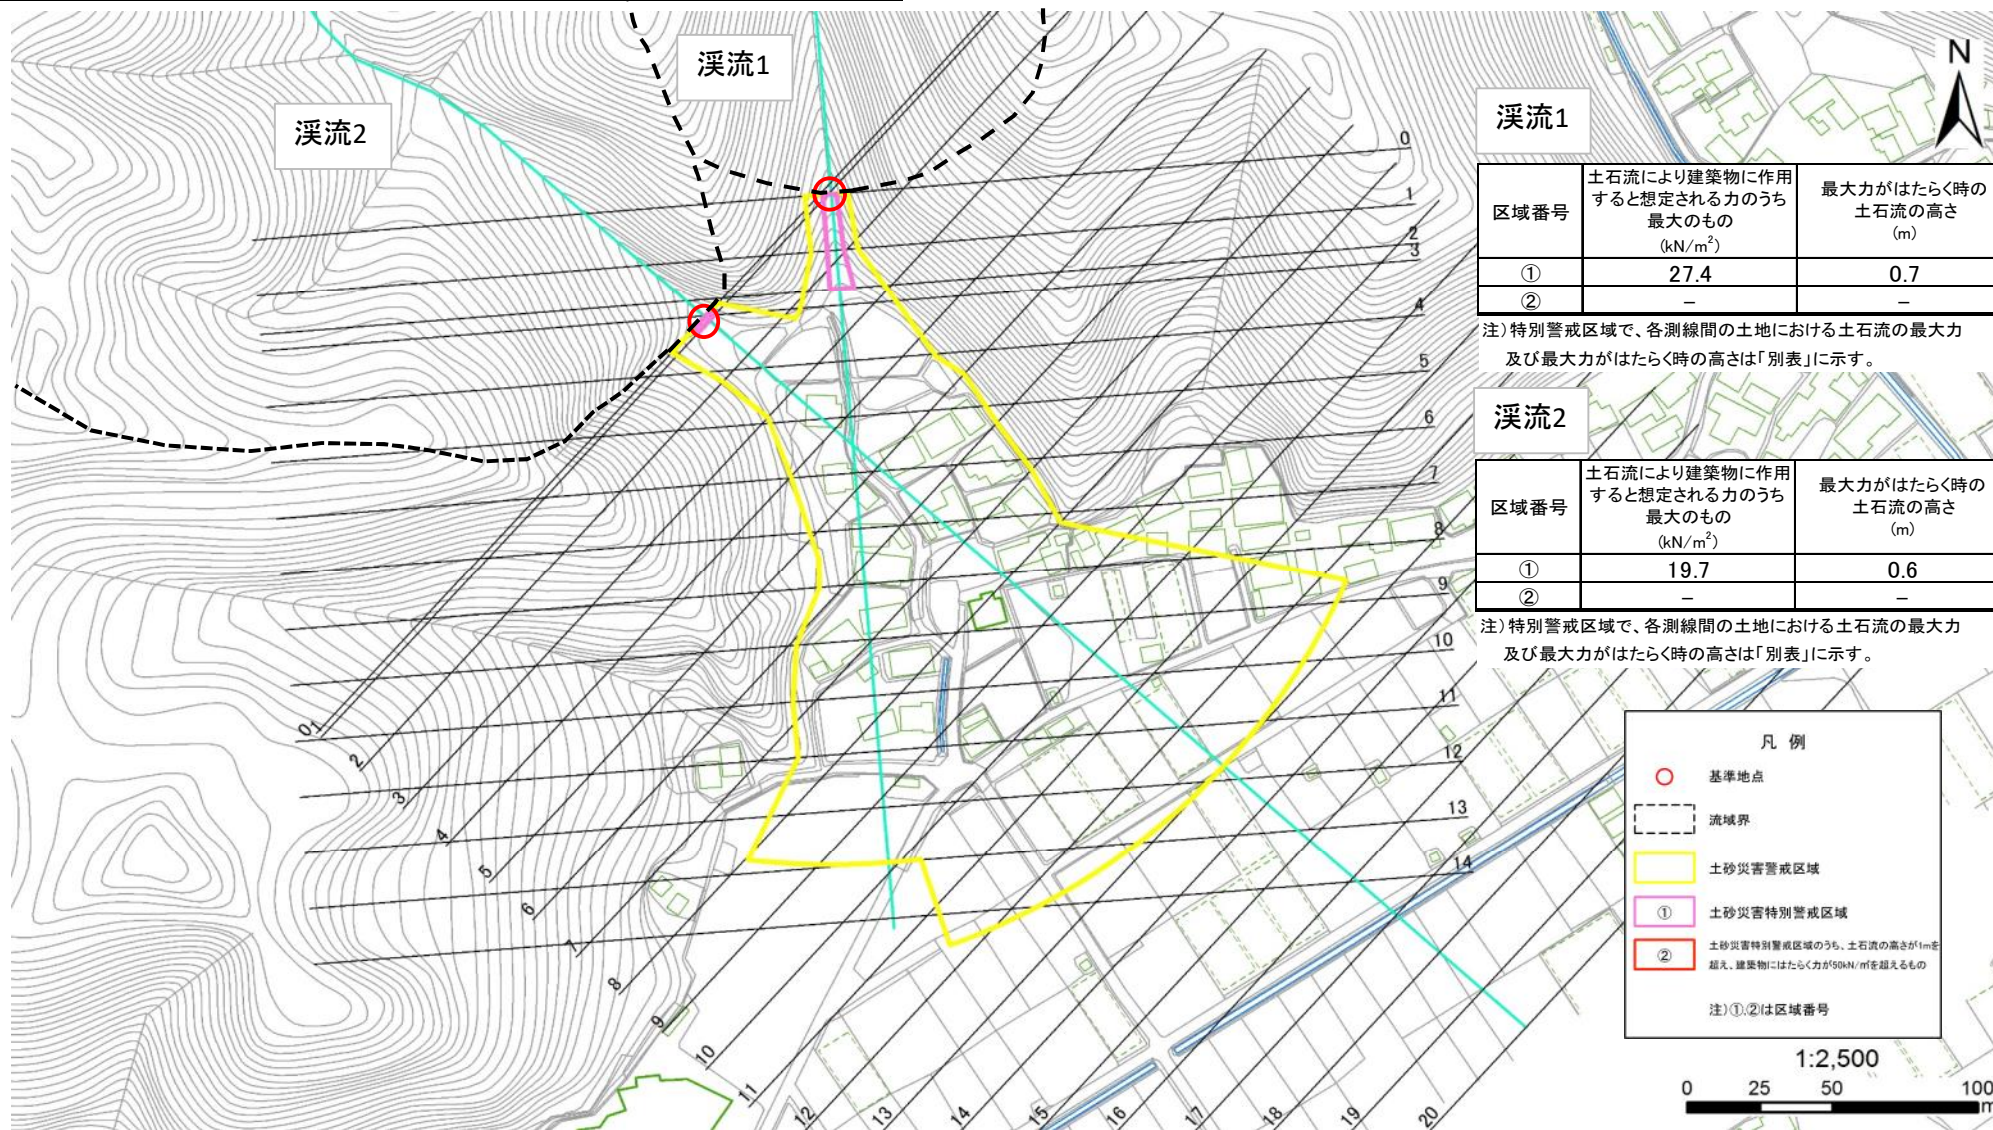 渓流1
渓流2
0
1
2
3
4
5
6
7
8
9
10
11
12
13
14
0
1
2
3
4
5
6
7
8
9
10
11
12
13
14
15
16
17
18
19
20
N
渓流1
区域番号
土石流により建築物に作用
すると想定される力のうち
最大のもの
(kN/m²)
最大力がはたらく時の
土石流の高さ
(m)
① 27.4 0.7
② － －
注)特別警戒区域で、各測線間の土地における土石流の最大力
及び最大力がはたらく時の高さは「別表」に示す。
渓流2
区域番号
土石流により建築物に作用
すると想定される力のうち
最大のもの
(kN/m²)
最大力がはたらく時の
土石流の高さ
(m)
① 19.7 0.6
② － －
注)特別警戒区域で、各測線間の土地における土石流の最大力
及び最大力がはたらく時の高さは「別表」に示す。
凡 例
基準地点
流域界
土砂災害警戒区域
① 土砂災害特別警戒区域
② 土砂災害特別警戒区域のうち、土石流の高さが1mを
超え、建築物にはたらく力が50kN/㎡を超えるもの
注)①,②は区域番号
1:2,500
0 25 50 100
m